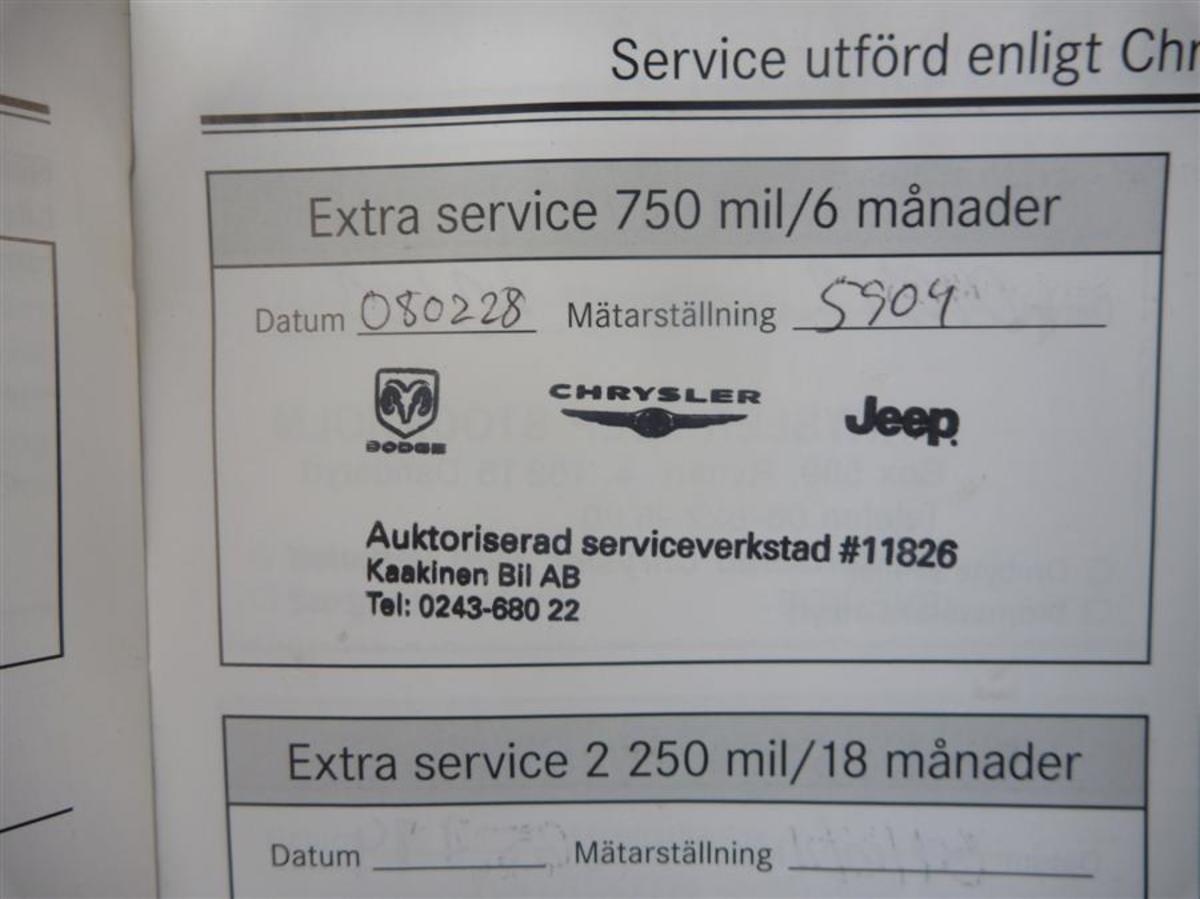 Service utförd enligt Chr
Extra service 750 mil/6 månader
Datum 080228 Mätarställning 5904
DODGE CHRYSLER Jeep
Auktoriserad serviceverkstad #11826
Kaakinen Bil AB
Tel: 0243-680 22
Extra service 2 250 mil/18 månader
Datum Mätarställning